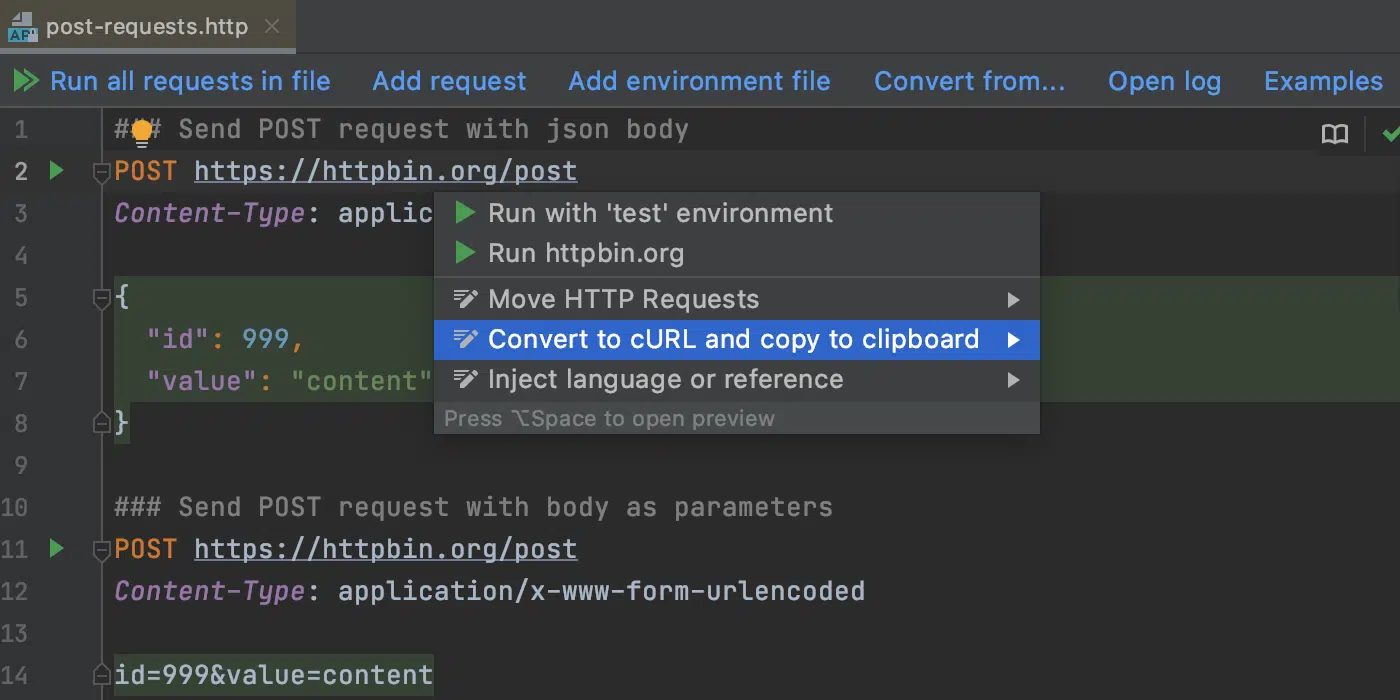 API
post-requests.http
Run all requests in file Add request Add environment file Convert from... Open log Examples
1 ### Send POST request with json body
2 POST https://httpbin.org/post
3 Content-Type: applic
Run with 'test' environment
4
Run httpbin.org
5 {
Move HTTP Requests
6 "id": 999,
Convert to cURL and copy to clipboard
7 "value": "content"
Inject language or reference
8 }
Press ⌥Space to open preview
9
10 ### Send POST request with body as parameters
11 POST https://httpbin.org/post
12 Content-Type: application/x-www-form-urlencoded
13
14 id=999&value=content